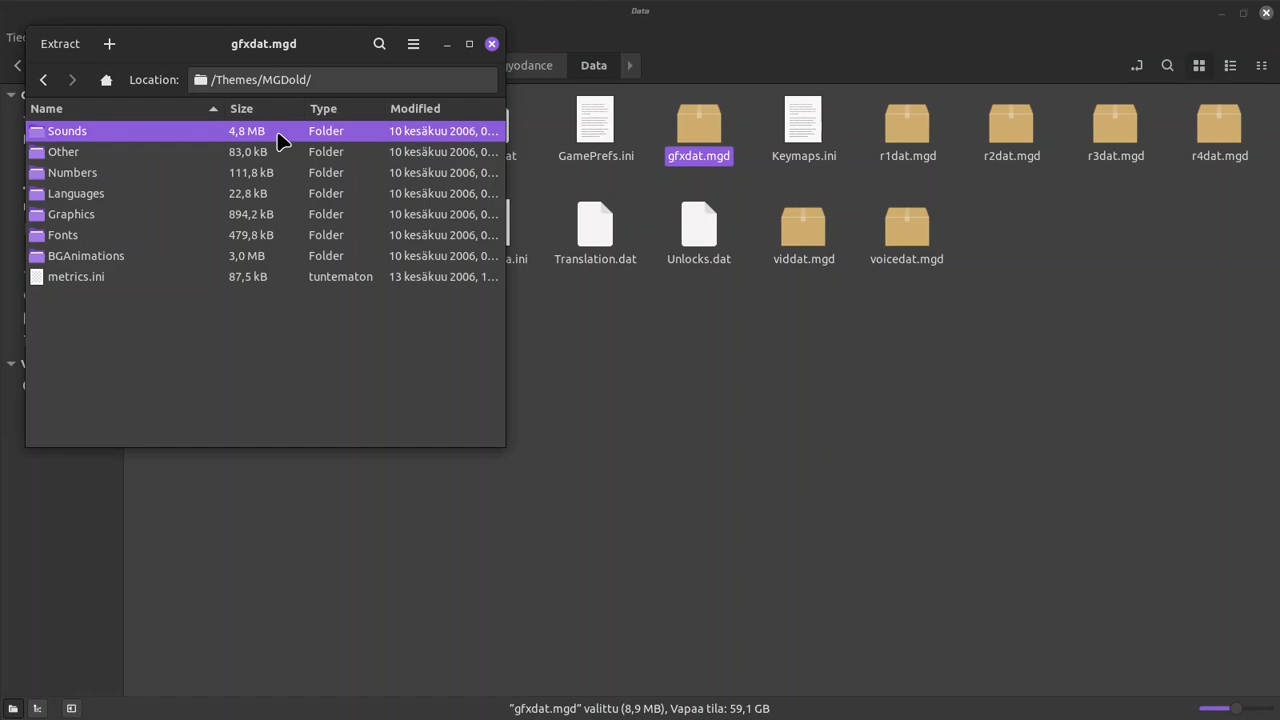 Data
Tied
Extract
gfxdat.mgd
Location:
/Themes/MGDold/
yodance
Data
Name
Size
Type
Modified
Sounds
4,8 MB
Folder
10 kesäkuu 2006, 0…
Other
83,0 kB
Folder
10 kesäkuu 2006, 0…
Numbers
111,8 kB
Folder
10 kesäkuu 2006, 0…
Languages
22,8 kB
Folder
10 kesäkuu 2006, 0…
Graphics
894,2 kB
Folder
10 kesäkuu 2006, 0…
Fonts
479,8 kB
Folder
10 kesäkuu 2006, 0…
BGAnimations
3,0 MB
Folder
10 kesäkuu 2006, 0…
metrics.ini
87,5 kB
tuntematon
13 kesäkuu 2006, 1…
at
GamePrefs.ini
gfxdat.mgd
Keymaps.ini
r1dat.mgd
r2dat.mgd
r3dat.mgd
r4dat.mgd
a.ini
Translation.dat
Unlocks.dat
viddat.mgd
voicedat.mgd
"gfxdat.mgd" valittu (8,9 MB), Vapaa tila: 59,1 GB